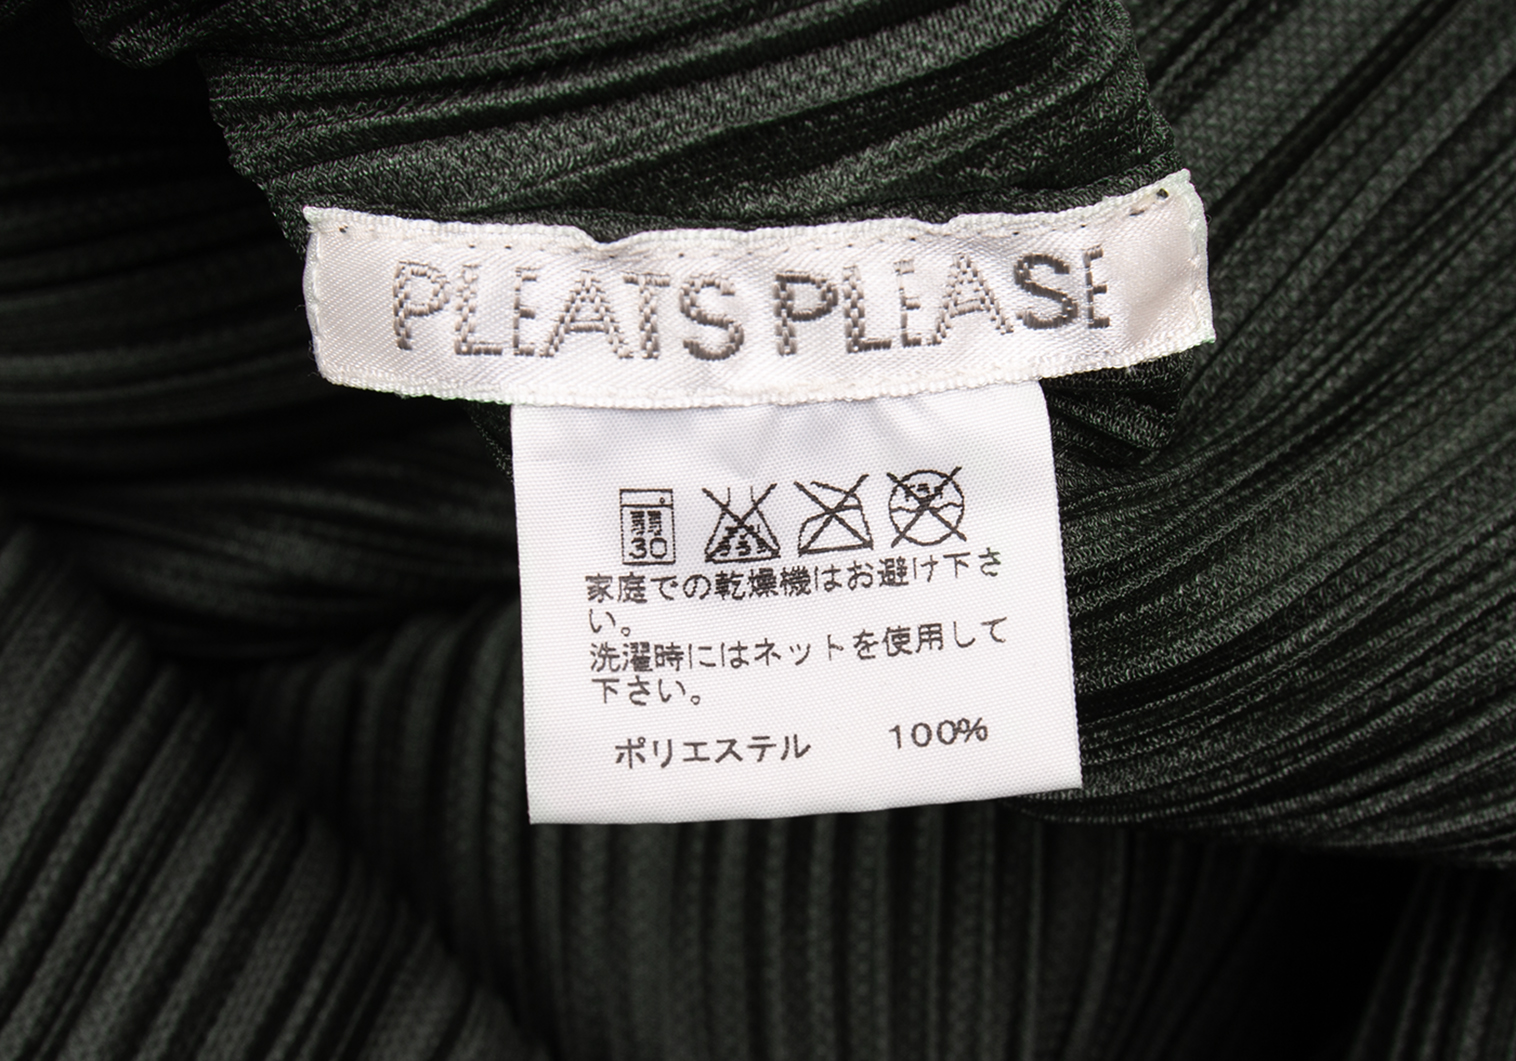 PLEATS PLEASE
弱
30
家庭での乾燥機はお避け下さ
い。
洗濯時にはネットを使用して
下さい。
ポリエステル 100%